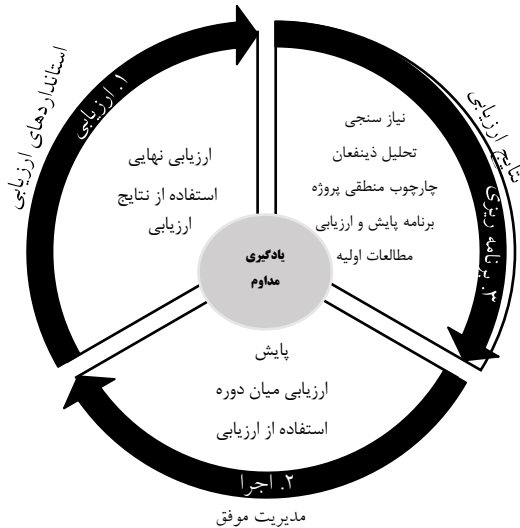 استانداردهای ارزیابی
۱. ارزیابی
ارزیابی نهایی
استفاده از نتایج
ارزیابی
نتایج ارزیابی
۳. برنامه ریزی
نیاز سنجی
تحلیل ذینفعان
چارچوب منطقی پروژه
برنامه پایش و ارزیابی
مطالعات اولیه
یادگیری
مداوم
پایش
ارزیابی میان دوره
استفاده از ارزیابی
۲. اجرا
مدیریت موفق